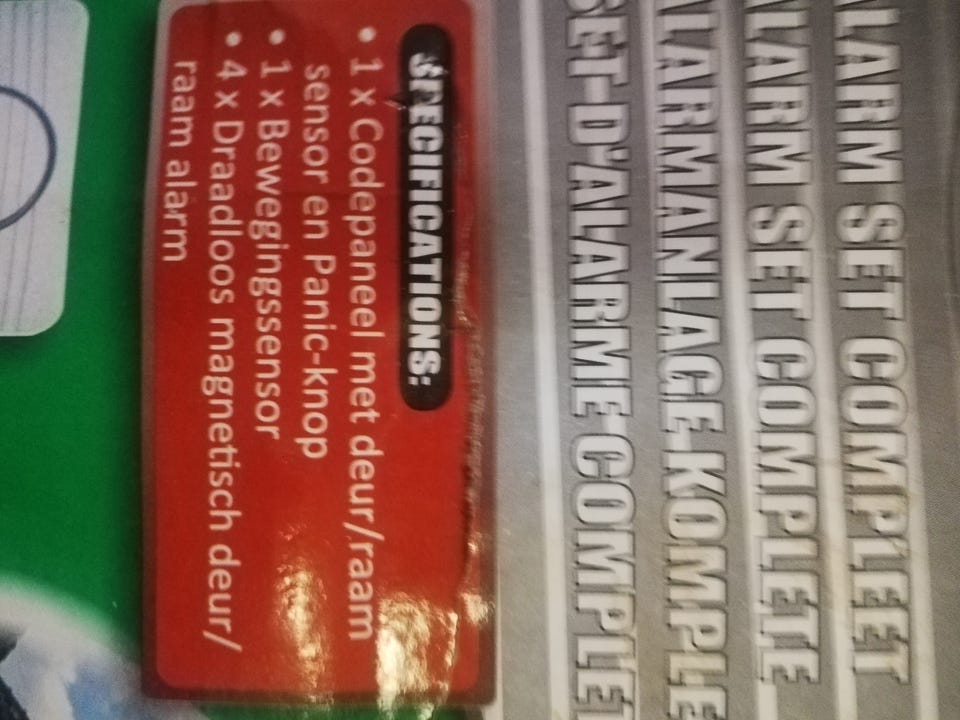 ALARM SET COMPLEET
ALARM SET COMPLETE
ALARMANLAGE KOMPLE
SET D'ALARME COMPLET
SPECIFICATIONS:
• 1 x Codepaneel met deur/raam
sensor en Panic-knop
• 1 x Bewegingssensor
• 4 x Draadloos magnetisch deur/
raam alarm